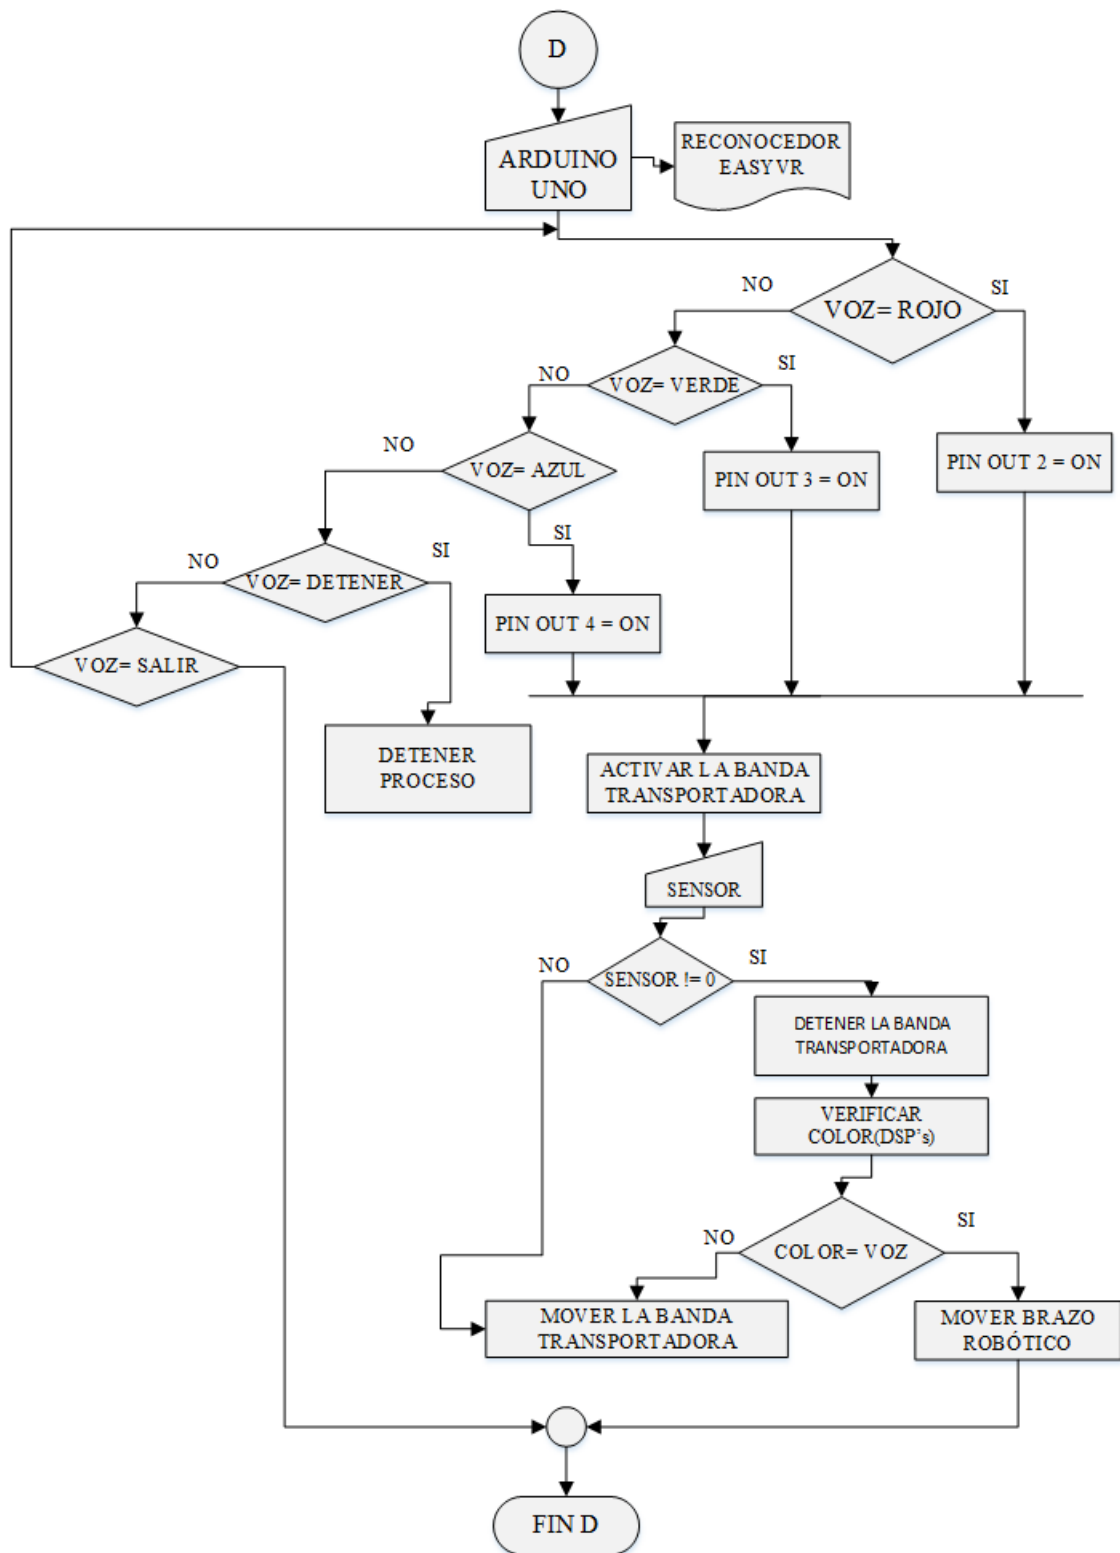 D
ARDUINO
UNO
RECONOCEDOR
EASYVR
NO
SI
VOZ= ROJO
NO
SI
VOZ= VERDE
NO
VOZ= AZUL
PIN OUT 3 = ON
PIN OUT 2 = ON
SI
NO
SI
VOZ= DETENER
PIN OUT 4 = ON
VOZ= SALIR
DETENER
PROCESO
ACTIVAR LA BANDA
TRANSPORTADORA
SENSOR
NO
SI
SENSOR != 0
DETENER LA BANDA
TRANSPORTADORA
VERIFICAR
COLOR(DSP's)
NO
SI
COLOR= VOZ
MOVER LA BANDA
TRANSPORTADORA
MOVER BRAZO
ROBÓTICO
FIN D